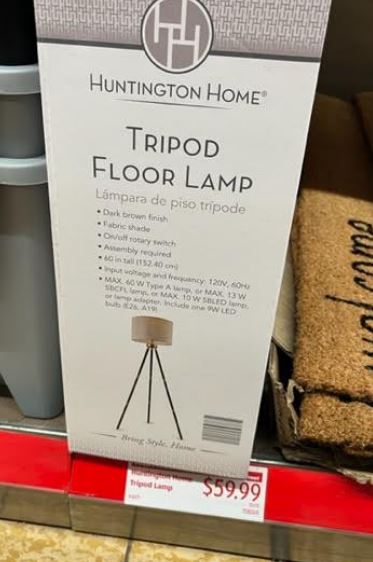 HUNTINGTON HOME®
TRIPOD
FLOOR LAMP
Lámpara de piso trípode
• Dark brown finish
• Fabric shade
• On/off rotary switch
• Assembly required
• 60 in tall (152.40 cm)
• Input voltage and frequency: 120V, 60Hz
• MAX. 60 W Type A lamp, or MAX. 13 W
SBCFL lamp, or MAX. 10 W SBLED lamp,
or lamp adapter. Include one 9W LED
bulb (E26, A19)
Bring Style, Home
Huntington Home
Tripod Lamp
$59.99
each